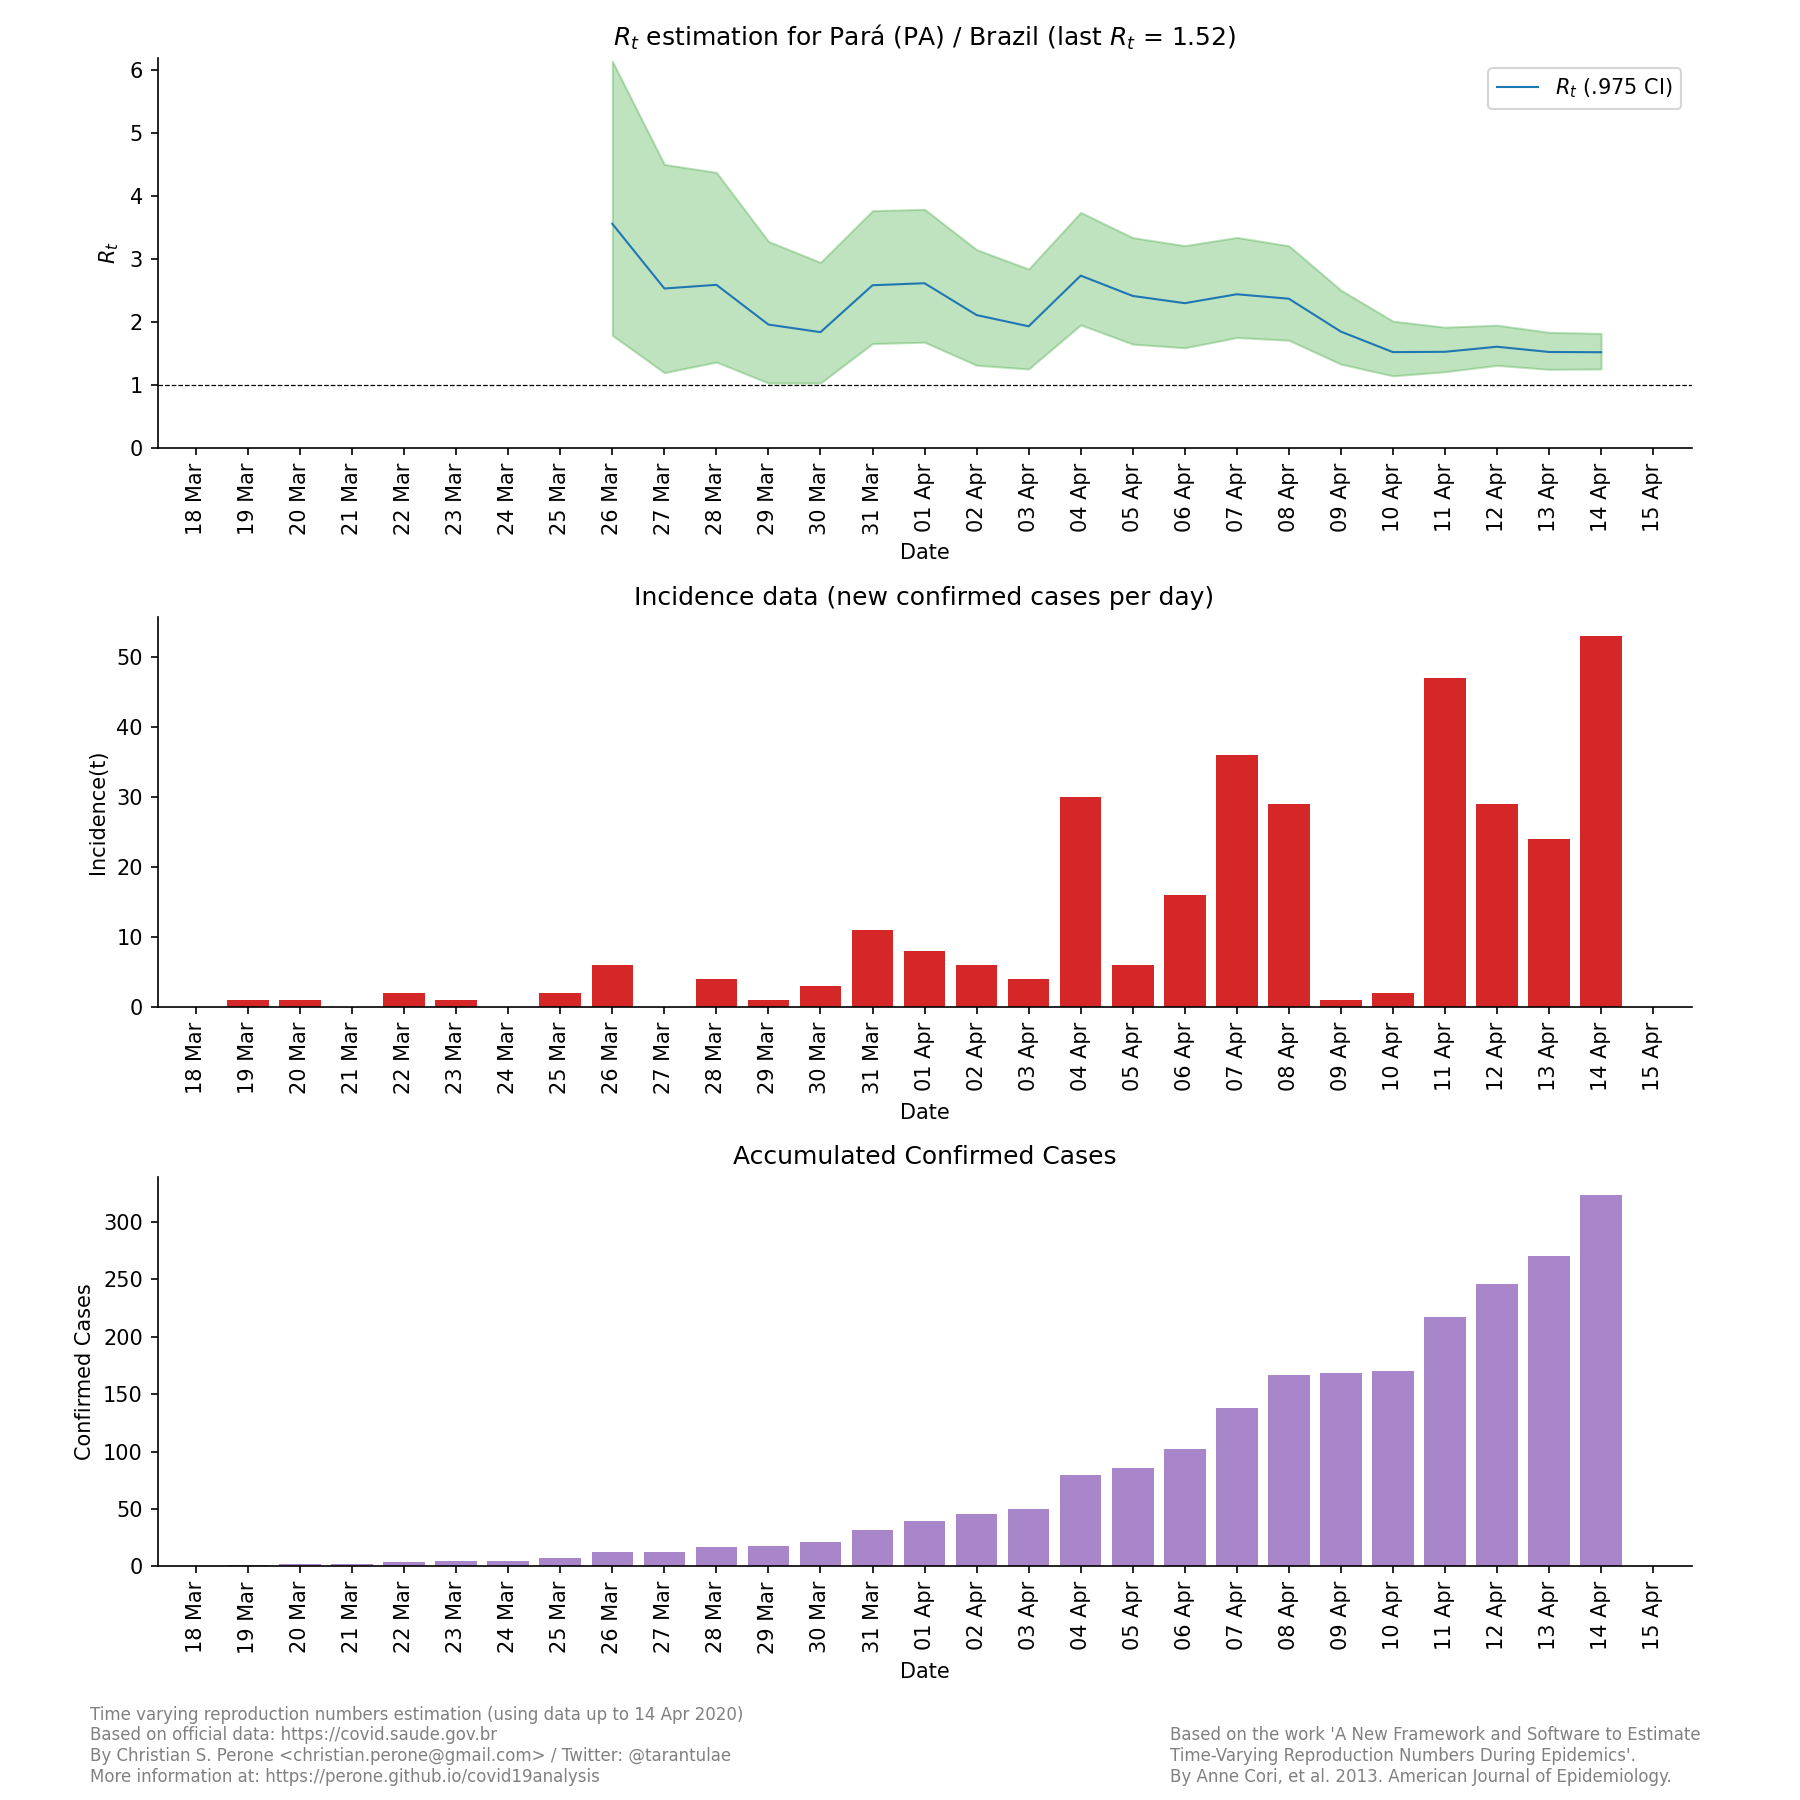 Rt estimation for Pará (PA) / Brazil (last Rt = 1.52)
Rt (.975 CI)
Rt
6
5
4
3
2
1
0
18 Mar 19 Mar 20 Mar 21 Mar 22 Mar 23 Mar 24 Mar 25 Mar 26 Mar 27 Mar 28 Mar 29 Mar 30 Mar 31 Mar 01 Apr 02 Apr 03 Apr 04 Apr 05 Apr 06 Apr 07 Apr 08 Apr 09 Apr 10 Apr 11 Apr 12 Apr 13 Apr 14 Apr 15 Apr
Date
Incidence data (new confirmed cases per day)
Incidence(t)
50
40
30
20
10
0
18 Mar 19 Mar 20 Mar 21 Mar 22 Mar 23 Mar 24 Mar 25 Mar 26 Mar 27 Mar 28 Mar 29 Mar 30 Mar 31 Mar 01 Apr 02 Apr 03 Apr 04 Apr 05 Apr 06 Apr 07 Apr 08 Apr 09 Apr 10 Apr 11 Apr 12 Apr 13 Apr 14 Apr 15 Apr
Date
Accumulated Confirmed Cases
Confirmed Cases
300
250
200
150
100
50
0
18 Mar 19 Mar 20 Mar 21 Mar 22 Mar 23 Mar 24 Mar 25 Mar 26 Mar 27 Mar 28 Mar 29 Mar 30 Mar 31 Mar 01 Apr 02 Apr 03 Apr 04 Apr 05 Apr 06 Apr 07 Apr 08 Apr 09 Apr 10 Apr 11 Apr 12 Apr 13 Apr 14 Apr 15 Apr
Date
Time varying reproduction numbers estimation (using data up to 14 Apr 2020)
Based on official data: https://covid.saude.gov.br
By Christian S. Perone <christian.perone@gmail.com> / Twitter: @tarantulae
More information at: https://perone.github.io/covid19analysis
Based on the work 'A New Framework and Software to Estimate
Time-Varying Reproduction Numbers During Epidemics'.
By Anne Cori, et al. 2013. American Journal of Epidemiology.